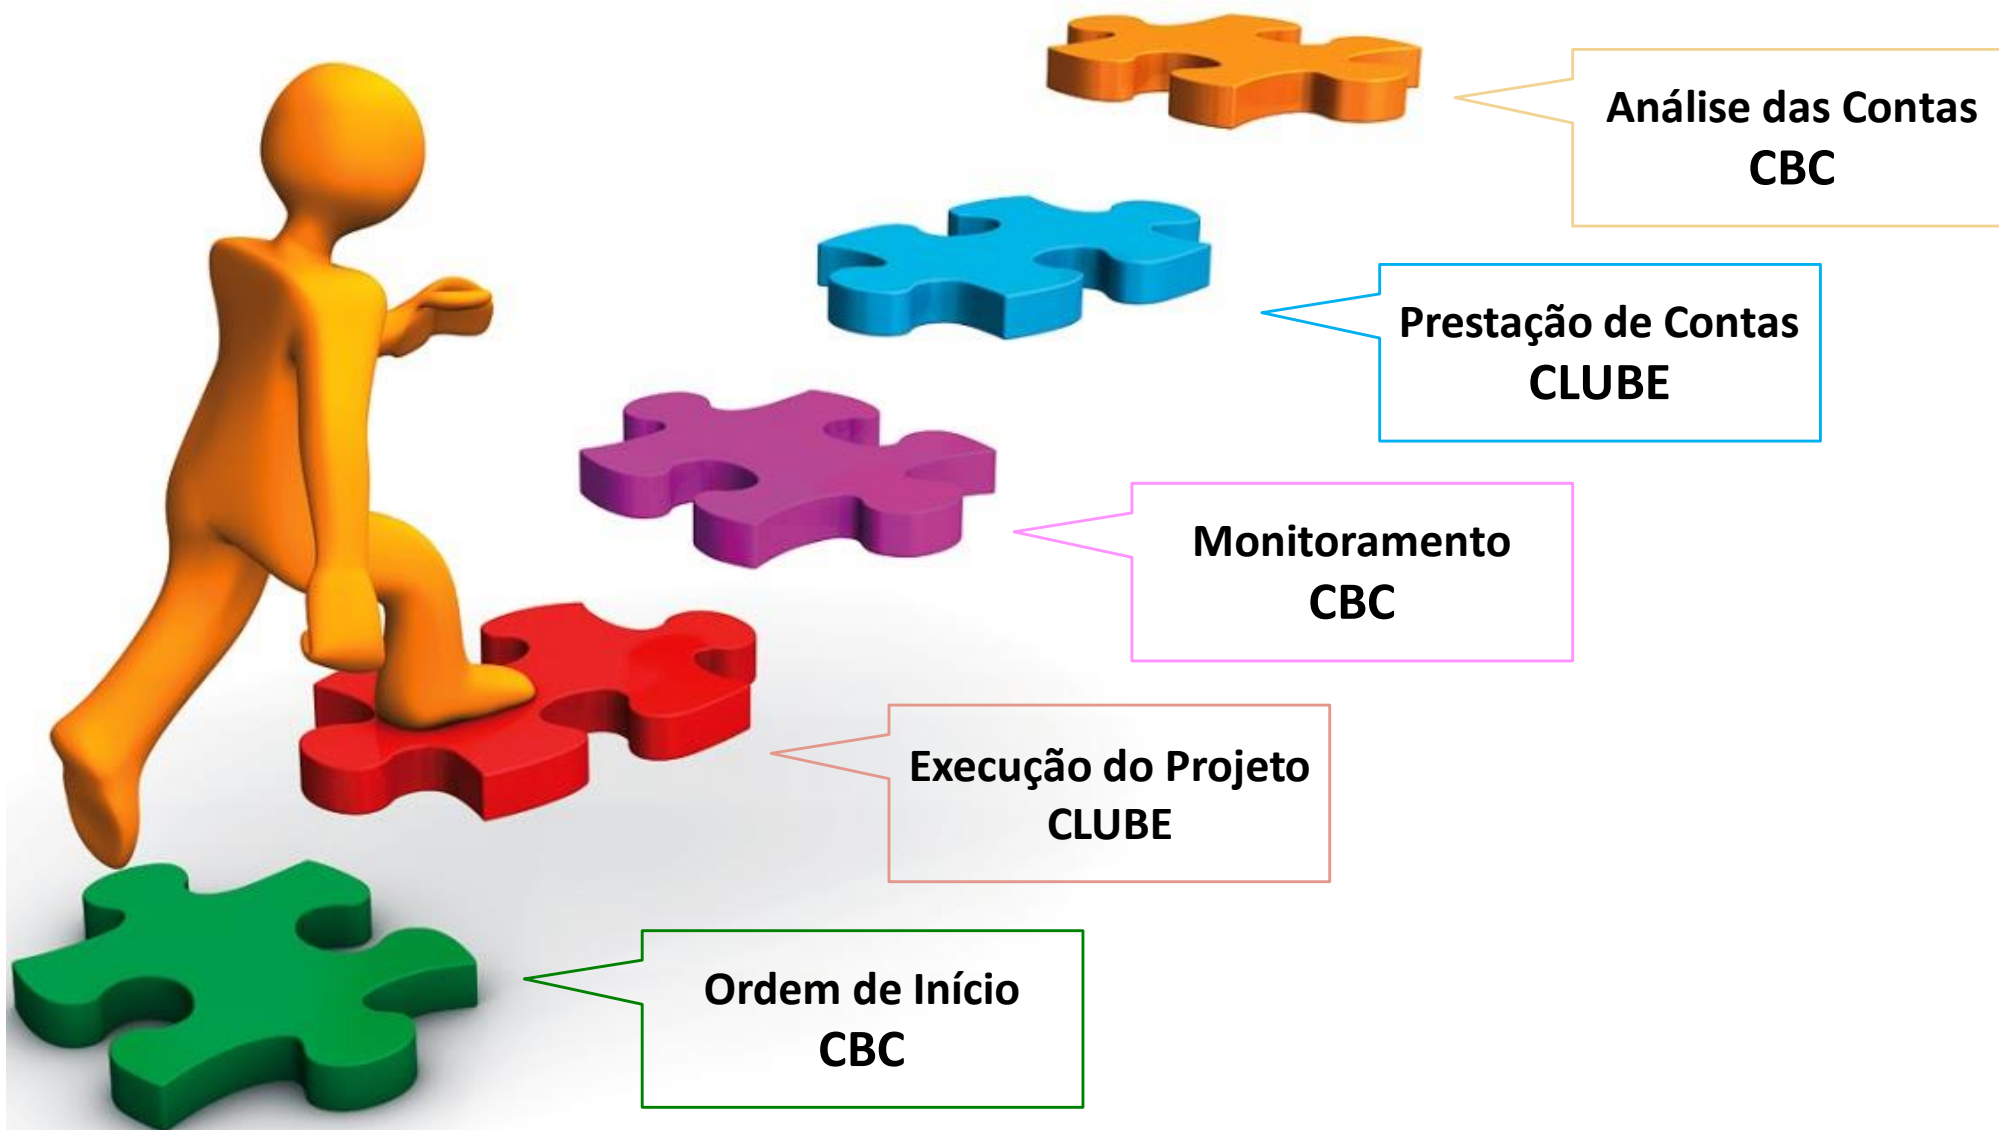 Análise das Contas
CBC
Prestação de Contas
CLUBE
Monitoramento
CBC
Execução do Projeto
CLUBE
Ordem de Início
CBC